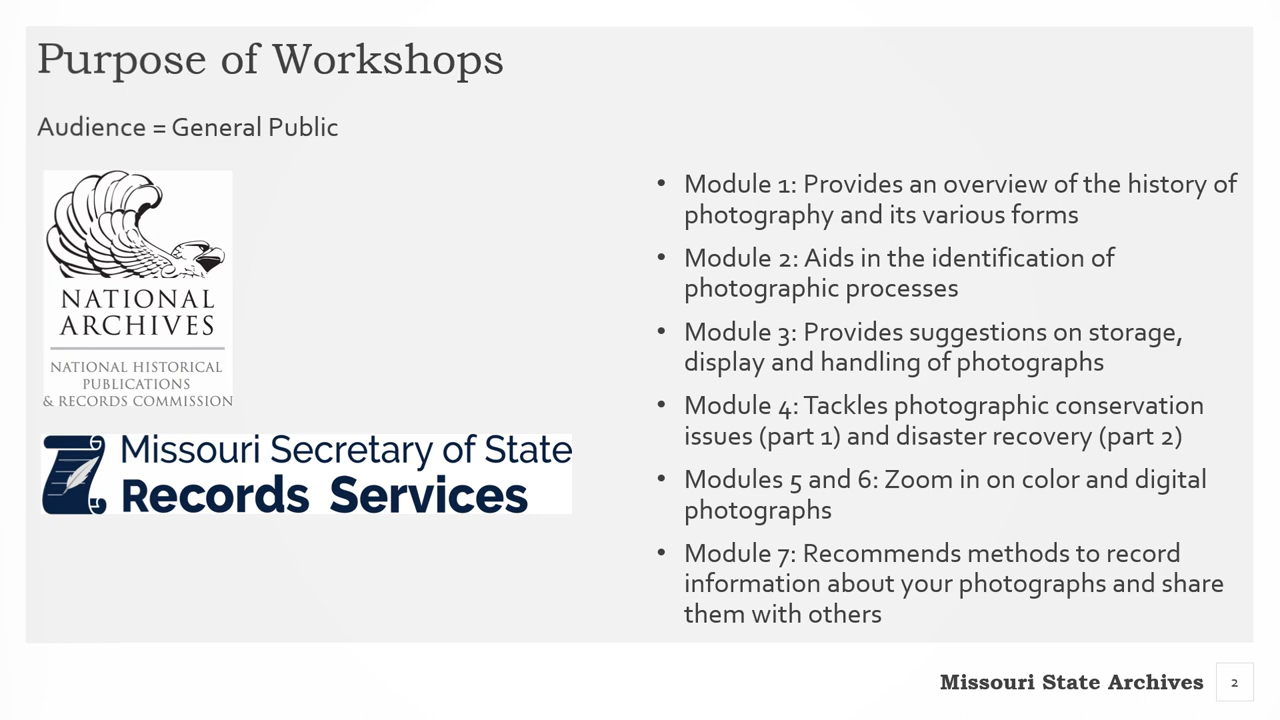 Purpose of Workshops
Audience = General Public
NATIONAL
ARCHIVES
NATIONAL HISTORICAL
PUBLICATIONS
& RECORDS COMMISSION
Missouri Secretary of State
Records Services
• Module 1: Provides an overview of the history of
photography and its various forms
• Module 2: Aids in the identification of
photographic processes
• Module 3: Provides suggestions on storage,
display and handling of photographs
• Module 4: Tackles photographic conservation
issues (part 1) and disaster recovery (part 2)
• Modules 5 and 6: Zoom in on color and digital
photographs
• Module 7: Recommends methods to record
information about your photographs and share
them with others
Missouri State Archives
2